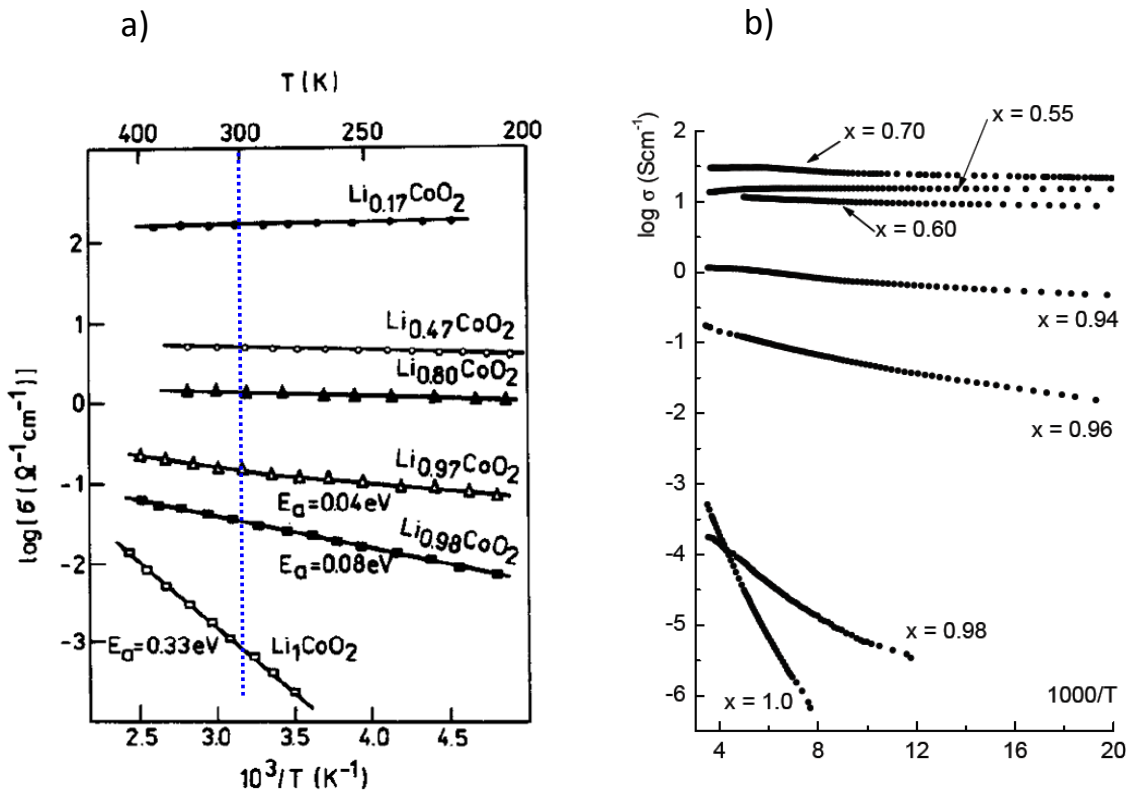 a)
T (K)
400 300 250 200
Li0.17CoO2
Li0.47CoO2
Li0.80CoO2
Li0.97CoO2
Ea=0.04eV
Li0.98CoO2
Ea=0.08eV
Ea=0.33eV
Li1CoO2
log[σ(Ω-1cm-1)]
2
1
0
-1
-2
-3
2.5 3.0 3.5 4.0 4.5
10^3/T (K-1)
b)
log σ (Scm-1)
2
1
0
-1
-2
-3
-4
-5
-6
x = 0.70
x = 0.55
x = 0.60
x = 0.94
x = 0.96
x = 0.98
x = 1.0
1000/T
4 8 12 16 20